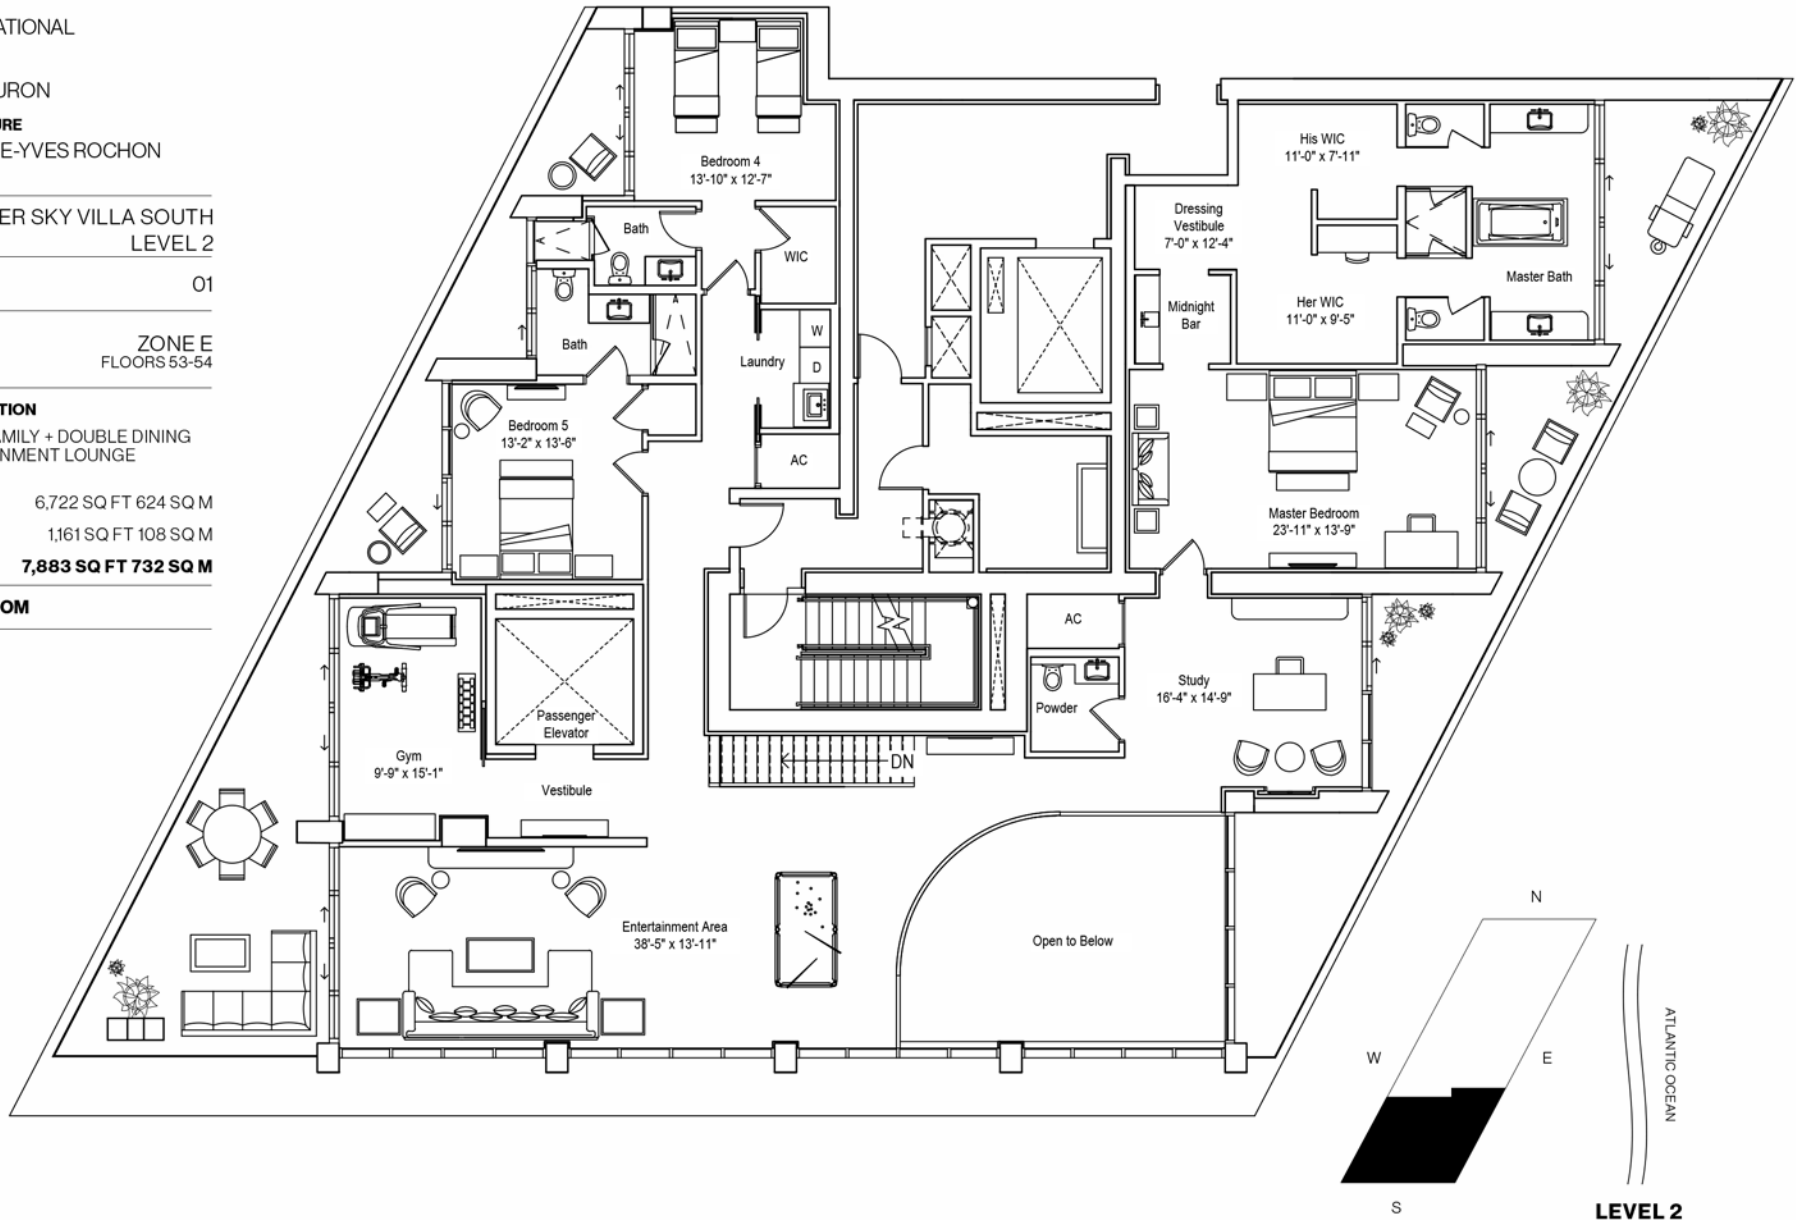 ATIONAL
URON
URE
E-YVES ROCHON
ER SKY VILLA SOUTH
LEVEL 2
01
ZONE E
FLOORS 53-54
TION
AMILY + DOUBLE DINING
NMENT LOUNGE
6,722 SQ FT 624 SQ M
1,161 SQ FT 108 SQ M
7,883 SQ FT 732 SQ M
OM
Bedroom 4
13'-10" x 12'-7"
Bath
WIC
Bath
Laundry
W
D
AC
Bedroom 5
13'-2" x 13'-6"
His WIC
11'-0" x 7'-11"
Dressing
Vestibule
7'-0" x 12'-4"
Midnight
Bar
Her WIC
11'-0" x 9'-5"
Master Bath
Master Bedroom
23'-11" x 13'-9"
AC
Powder
Study
16'-4" x 14'-9"
Passenger
Elevator
Gym
9'-9" x 15'-1"
Vestibule
DN
Entertainment Area
38'-5" x 13'-11"
Open to Below
N
W
E
S
ATLANTIC OCEAN
LEVEL 2